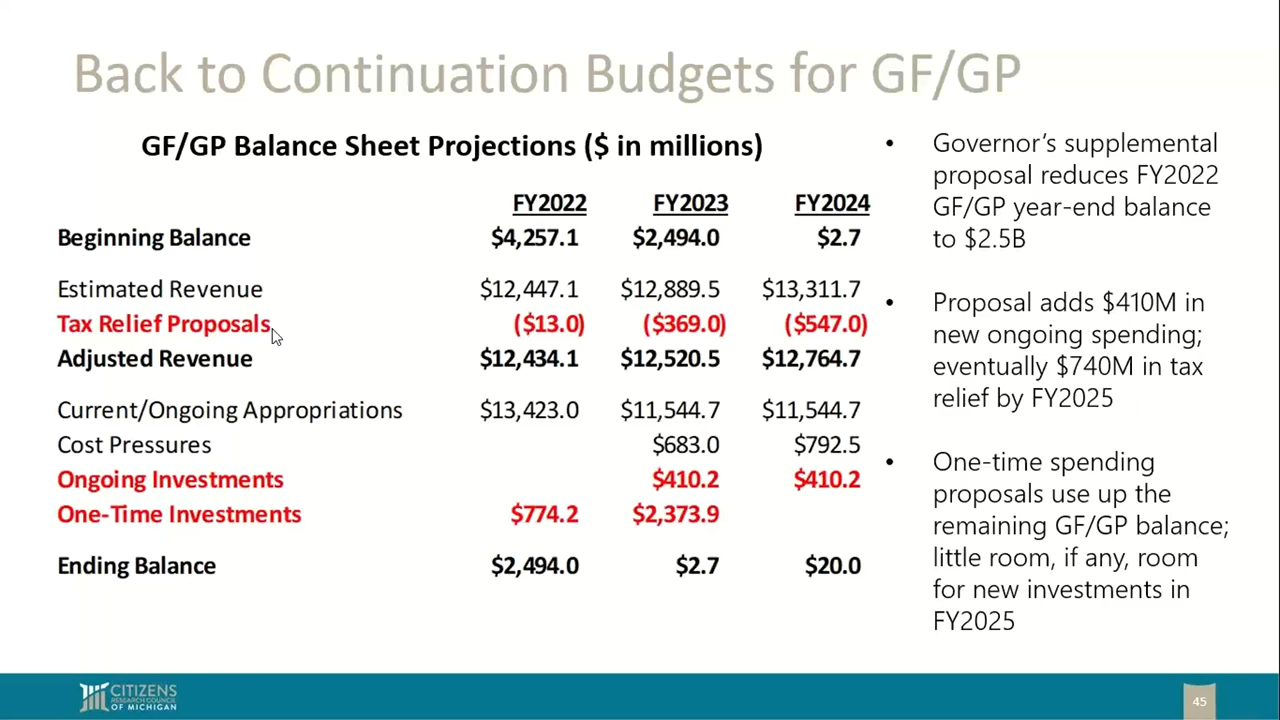 Back to Continuation Budgets for GF/GP
GF/GP Balance Sheet Projections ($ in millions)
FY2022 FY2023 FY2024
Beginning Balance $4,257.1 $2,494.0 $2.7
Estimated Revenue $12,447.1 $12,889.5 $13,311.7
Tax Relief Proposals ($13.0) ($369.0) ($547.0)
Adjusted Revenue $12,434.1 $12,520.5 $12,764.7
Current/Ongoing Appropriations $13,423.0 $11,544.7 $11,544.7
Cost Pressures $683.0 $792.5
Ongoing Investments $410.2 $410.2
One-Time Investments $774.2 $2,373.9
Ending Balance $2,494.0 $2.7 $20.0
• Governor's supplemental
proposal reduces FY2022
GF/GP year-end balance
to $2.5B
• Proposal adds $410M in
new ongoing spending;
eventually $740M in tax
relief by FY2025
• One-time spending
proposals use up the
remaining GF/GP balance;
little room, if any, room
for new investments in
FY2025
CITIZENS
RESEARCH COUNCIL
OF MICHIGAN
45